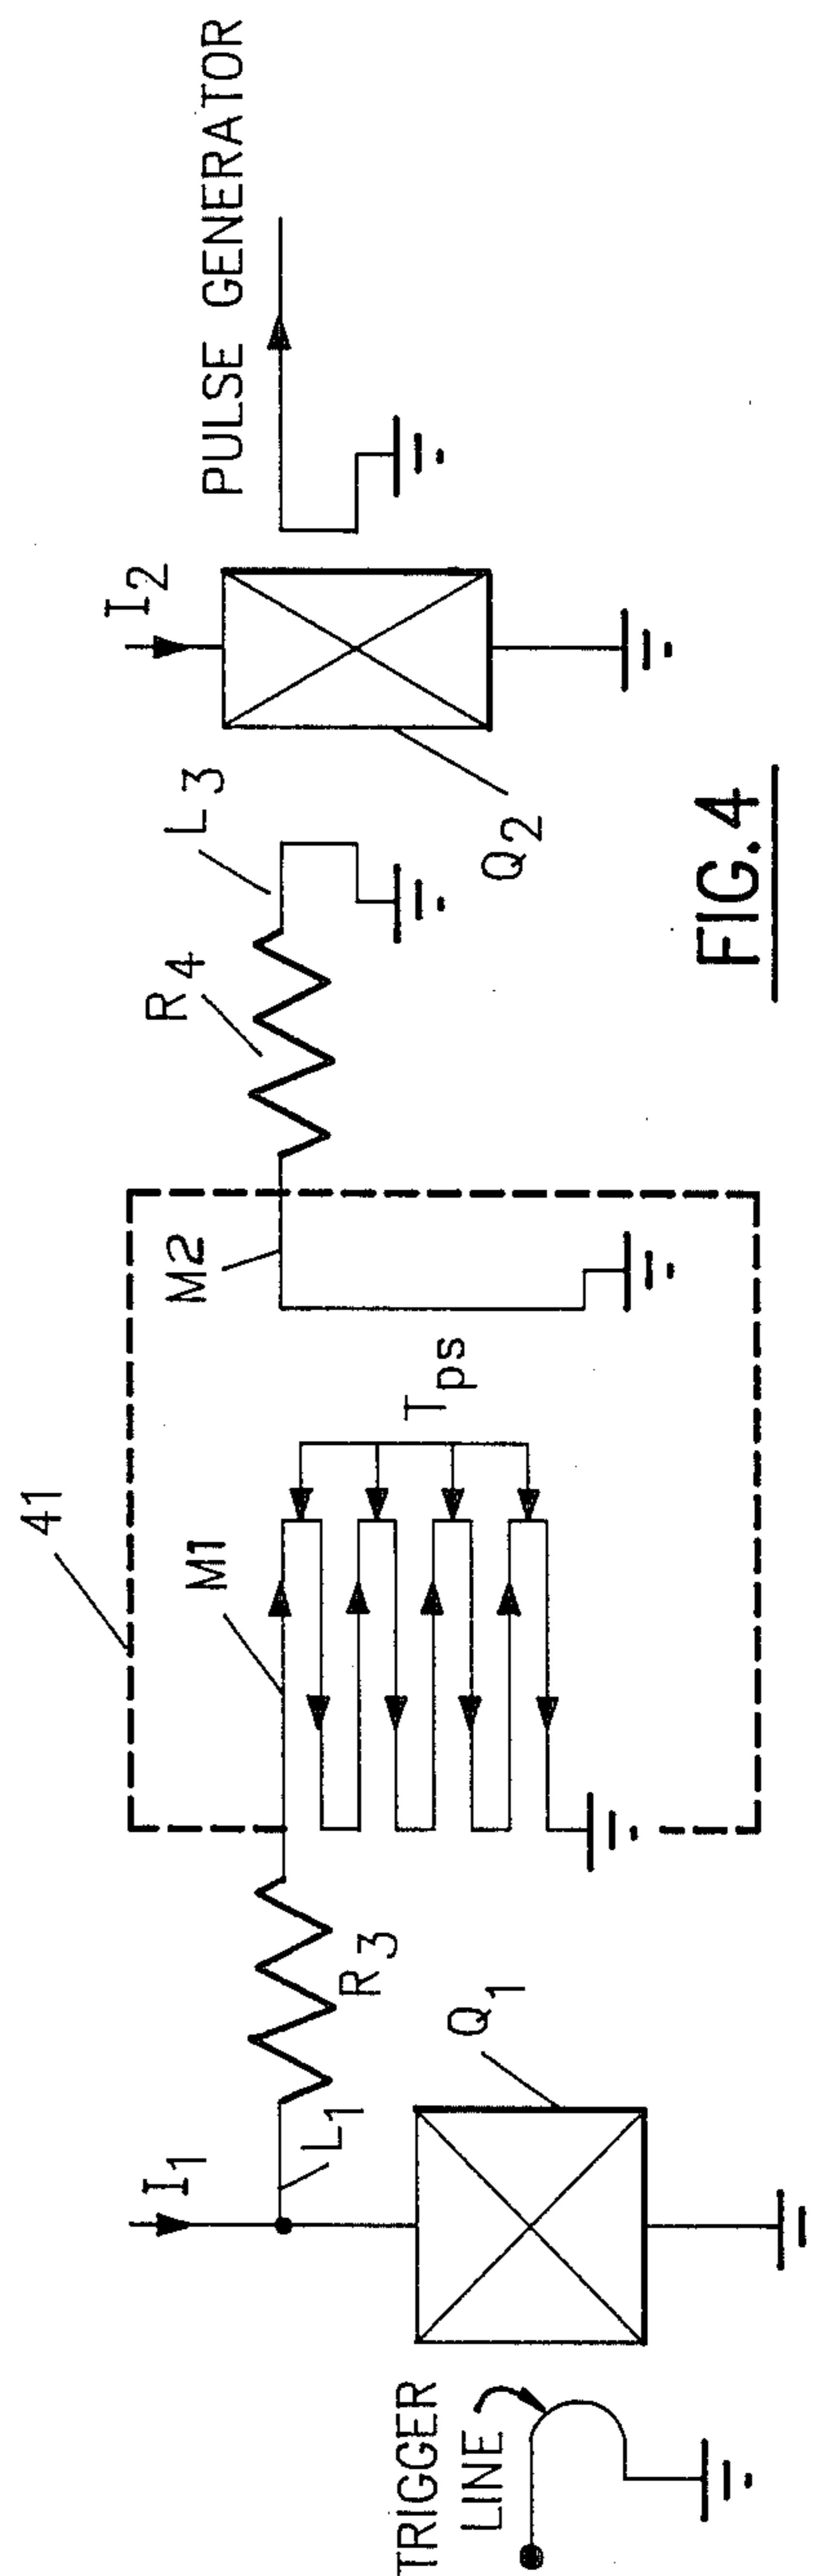 41
I1
L1
R3
M1
M2
R4
L3
I2
PULSE GENERATOR
Tps
Q1
Q2
TRIGGER
LINE
FIG.4